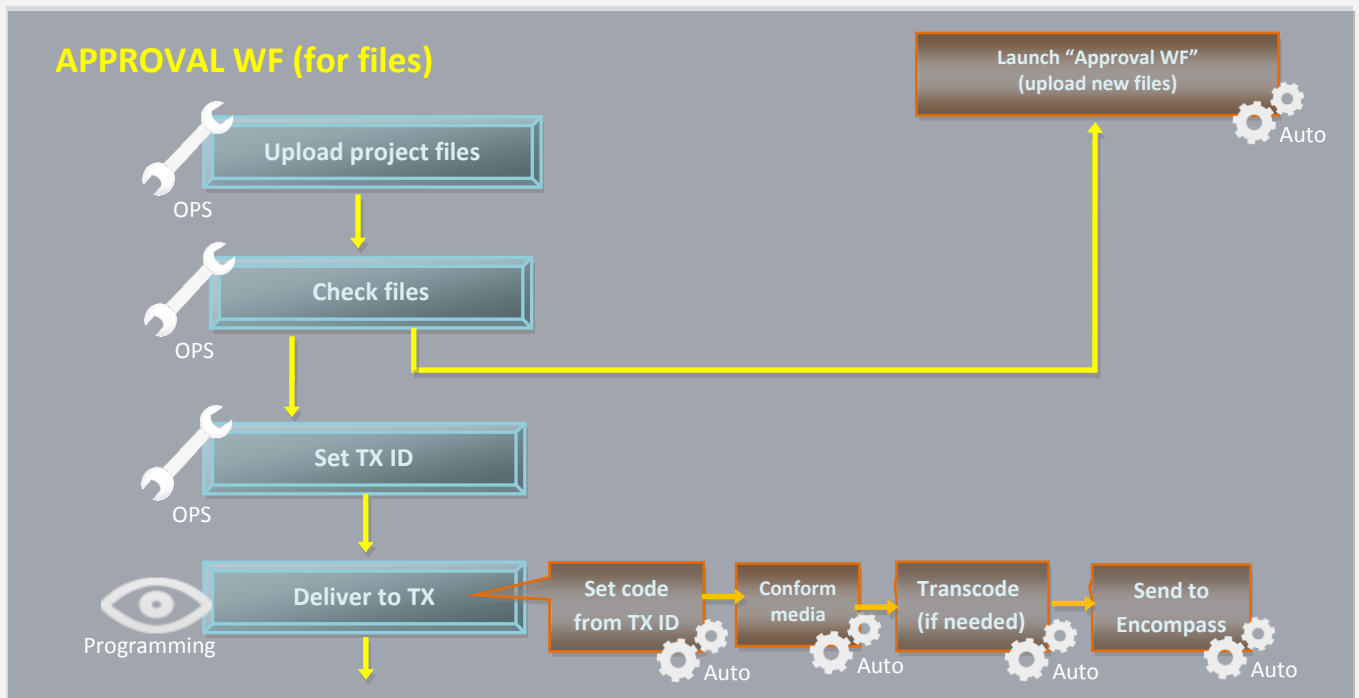 APPROVAL WF (for files)
Launch “Approval WF”
(upload new files)
Auto
Upload project files
OPS
Check files
OPS
Set TX ID
OPS
Deliver to TX
Programming
Set code
from TX ID
Auto
Conform
media
Auto
Transcode
(if needed)
Auto
Send to
Encompass
Auto